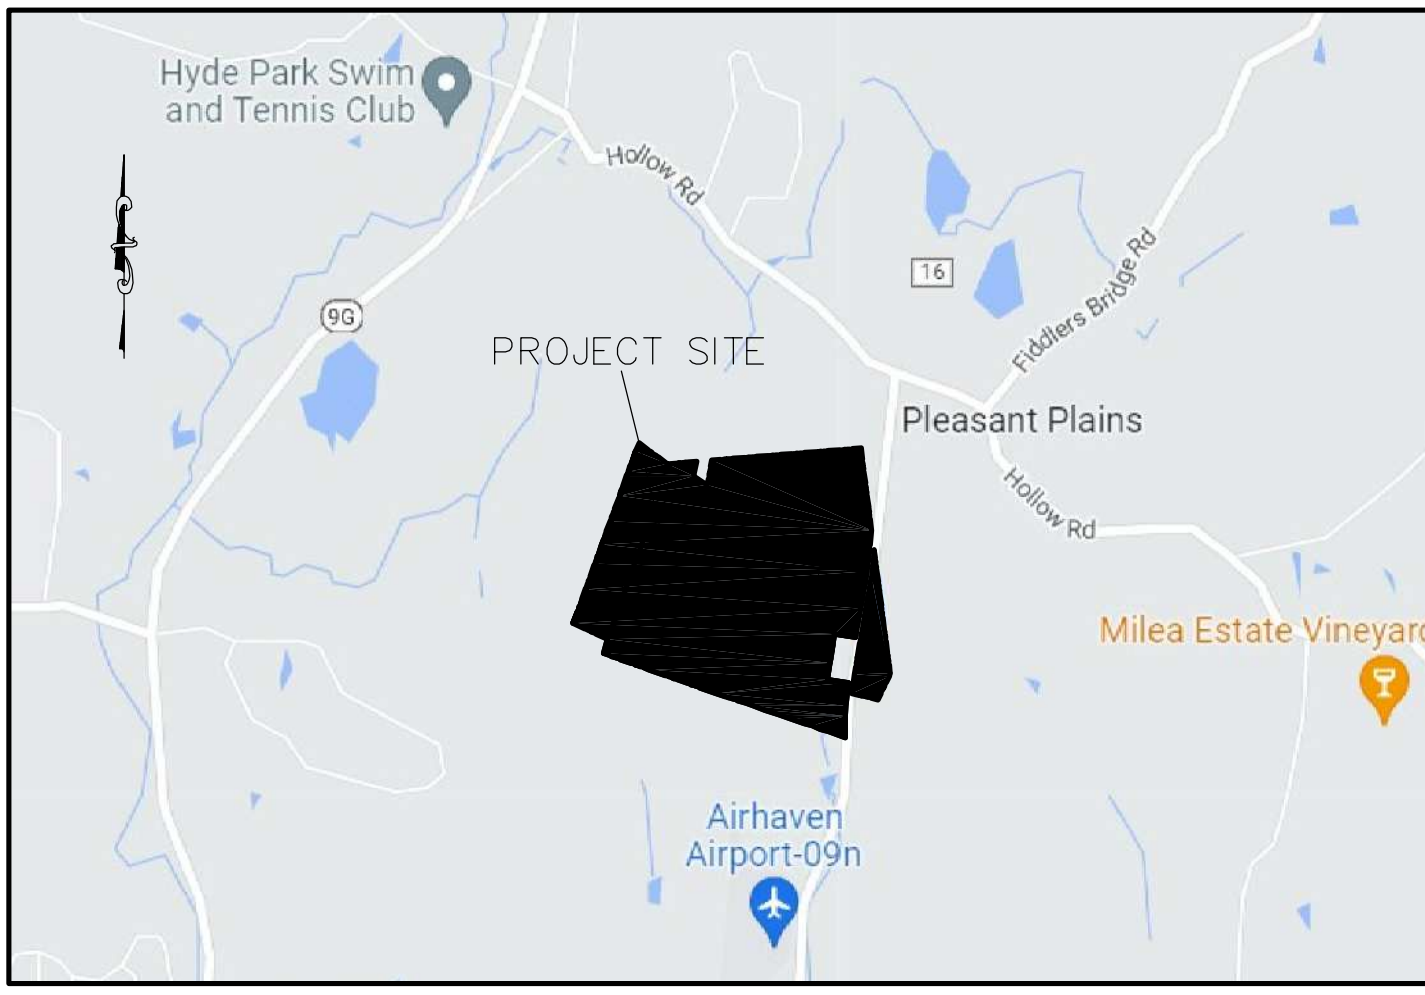 Hyde Park Swim
and Tennis Club
Hollow Rd
16
Fiddlers Bridge Rd
9G
PROJECT SITE
Pleasant Plains
Hollow Rd
Milea Estate Vineyard
Airhaven
Airport-09n